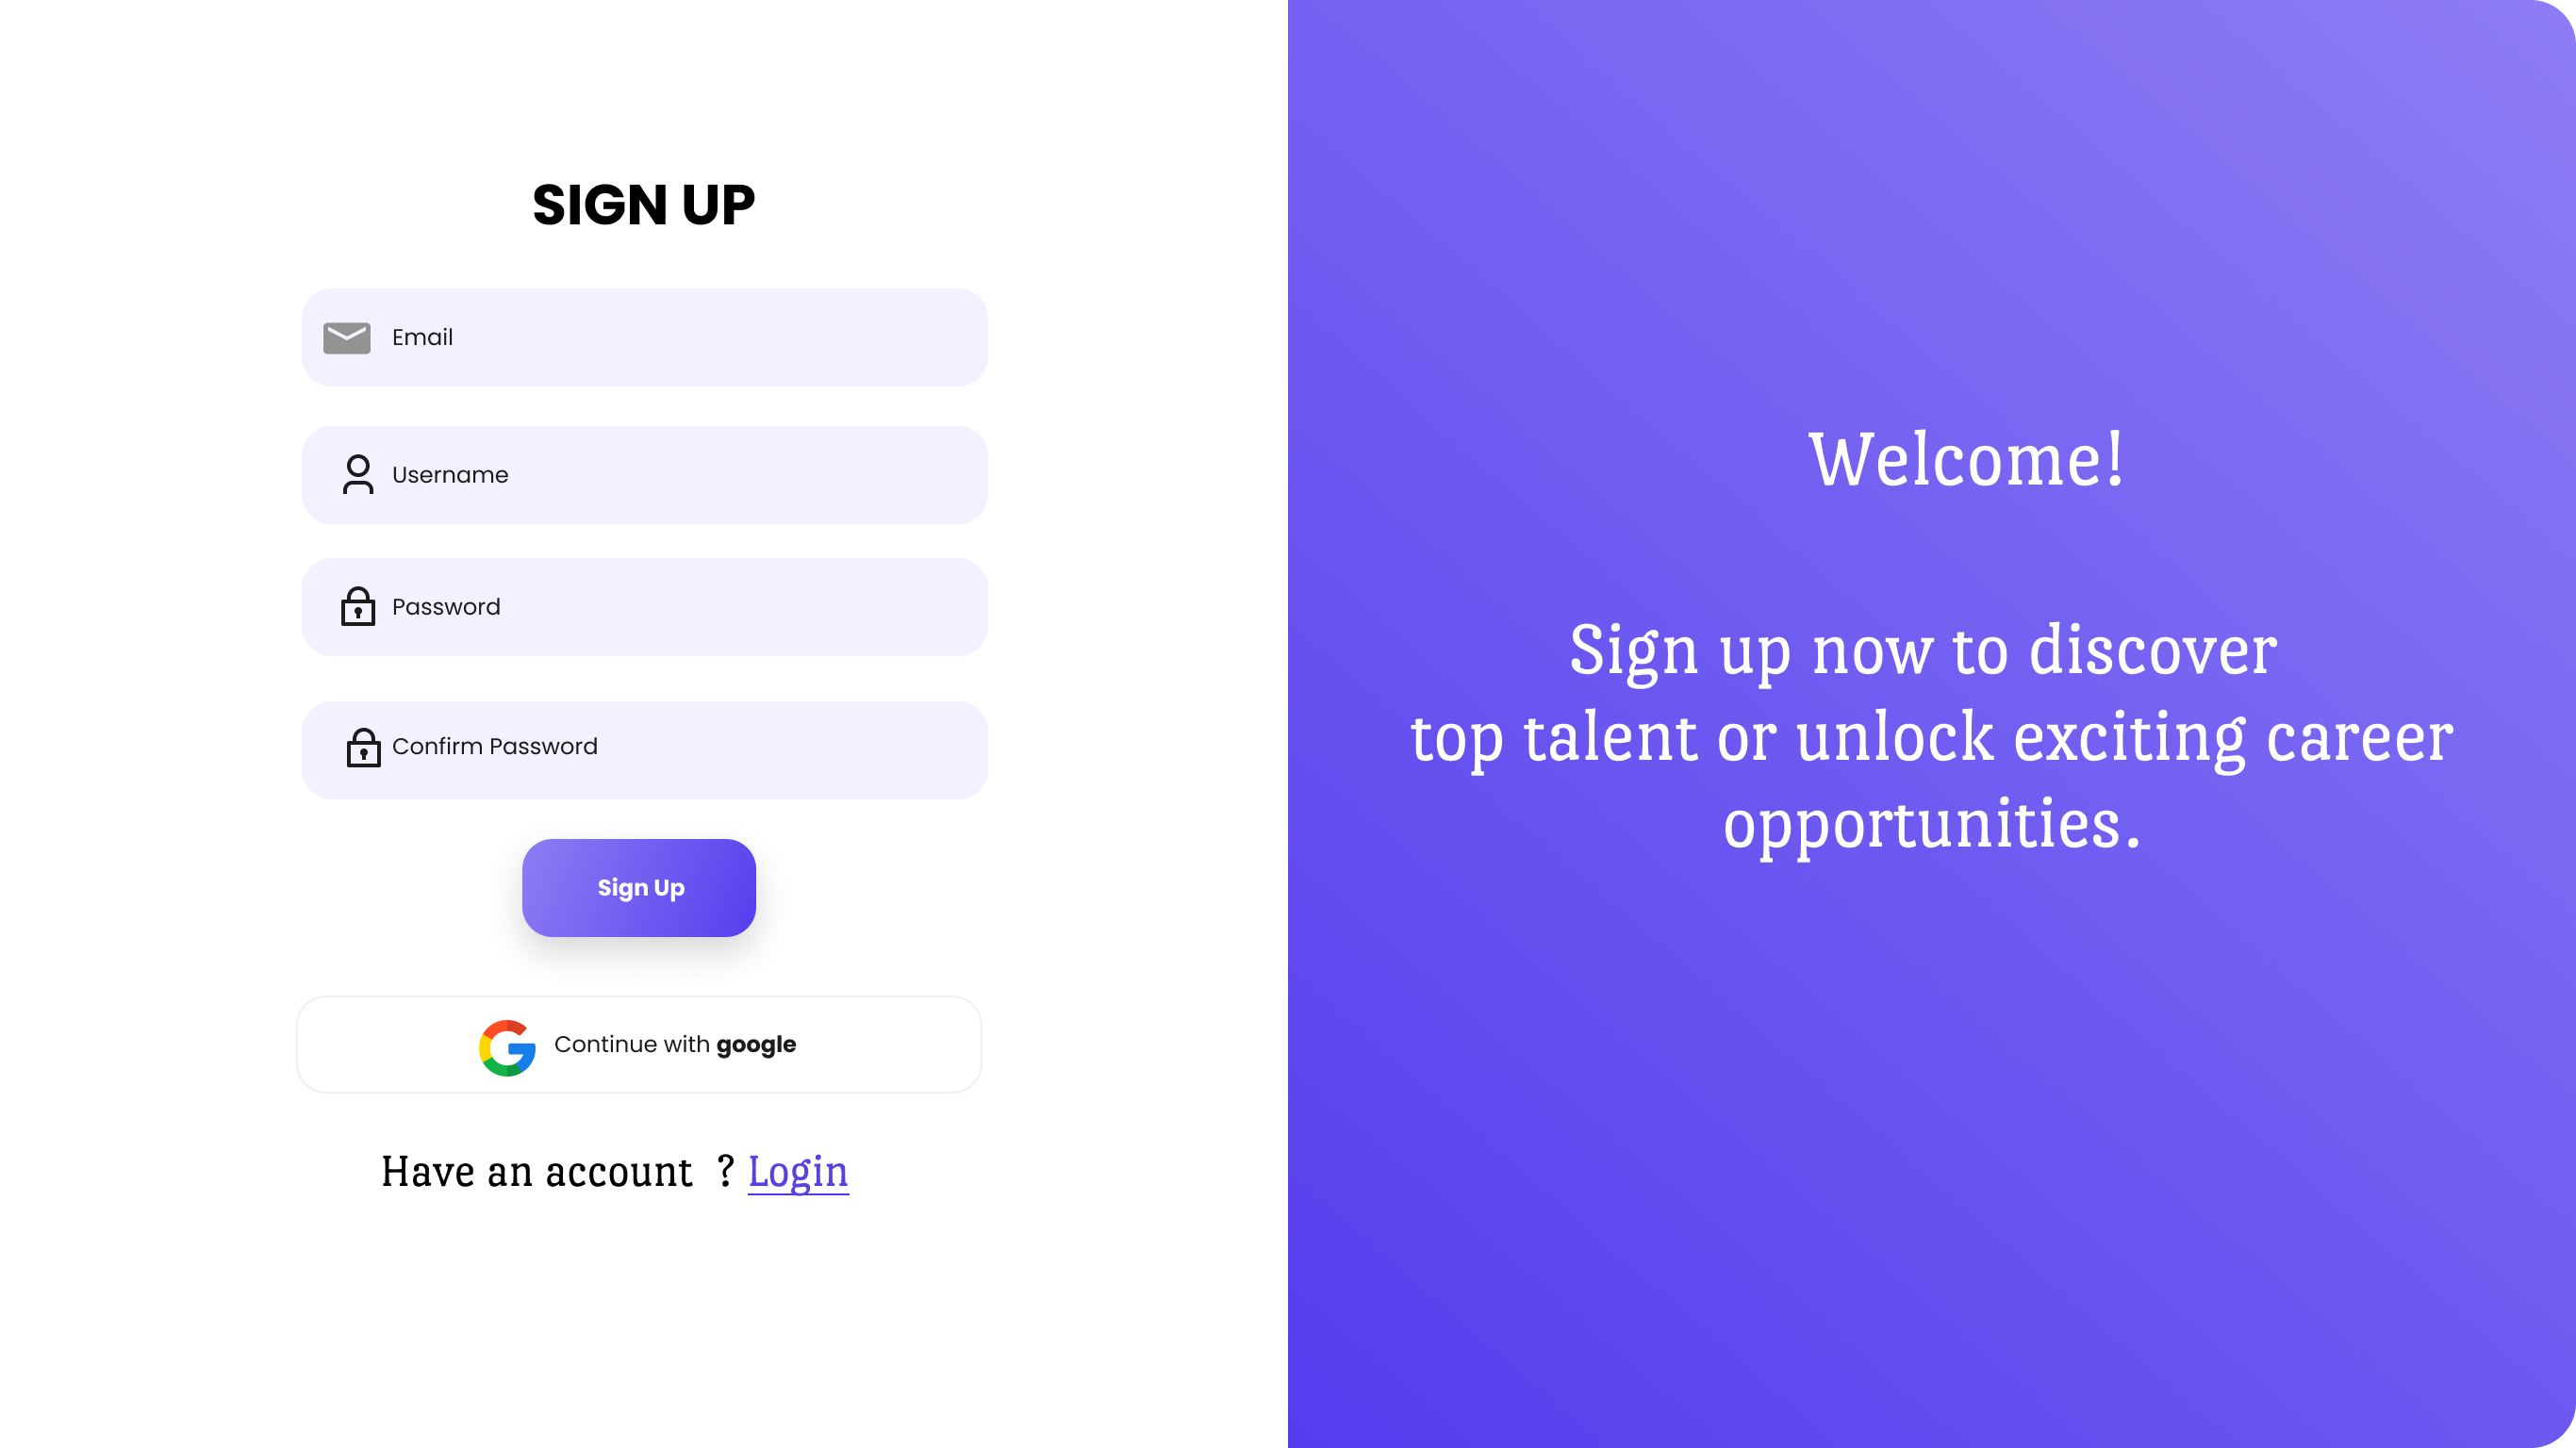 SIGN UP
Email
Username
Password
Confirm Password
Sign Up
Continue with google
Have an account  ? Login
Welcome!
Sign up now to discover
top talent or unlock exciting career
opportunities.